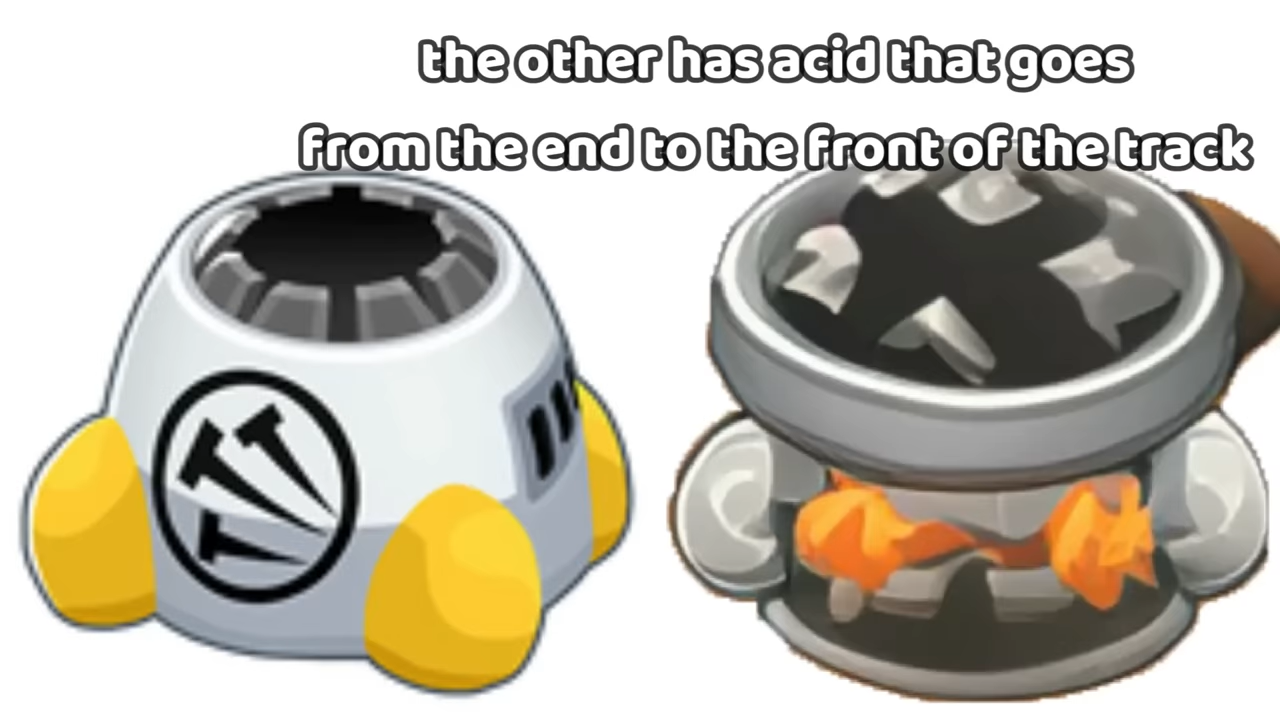 the other has acid that goes
from the end to the front of the track